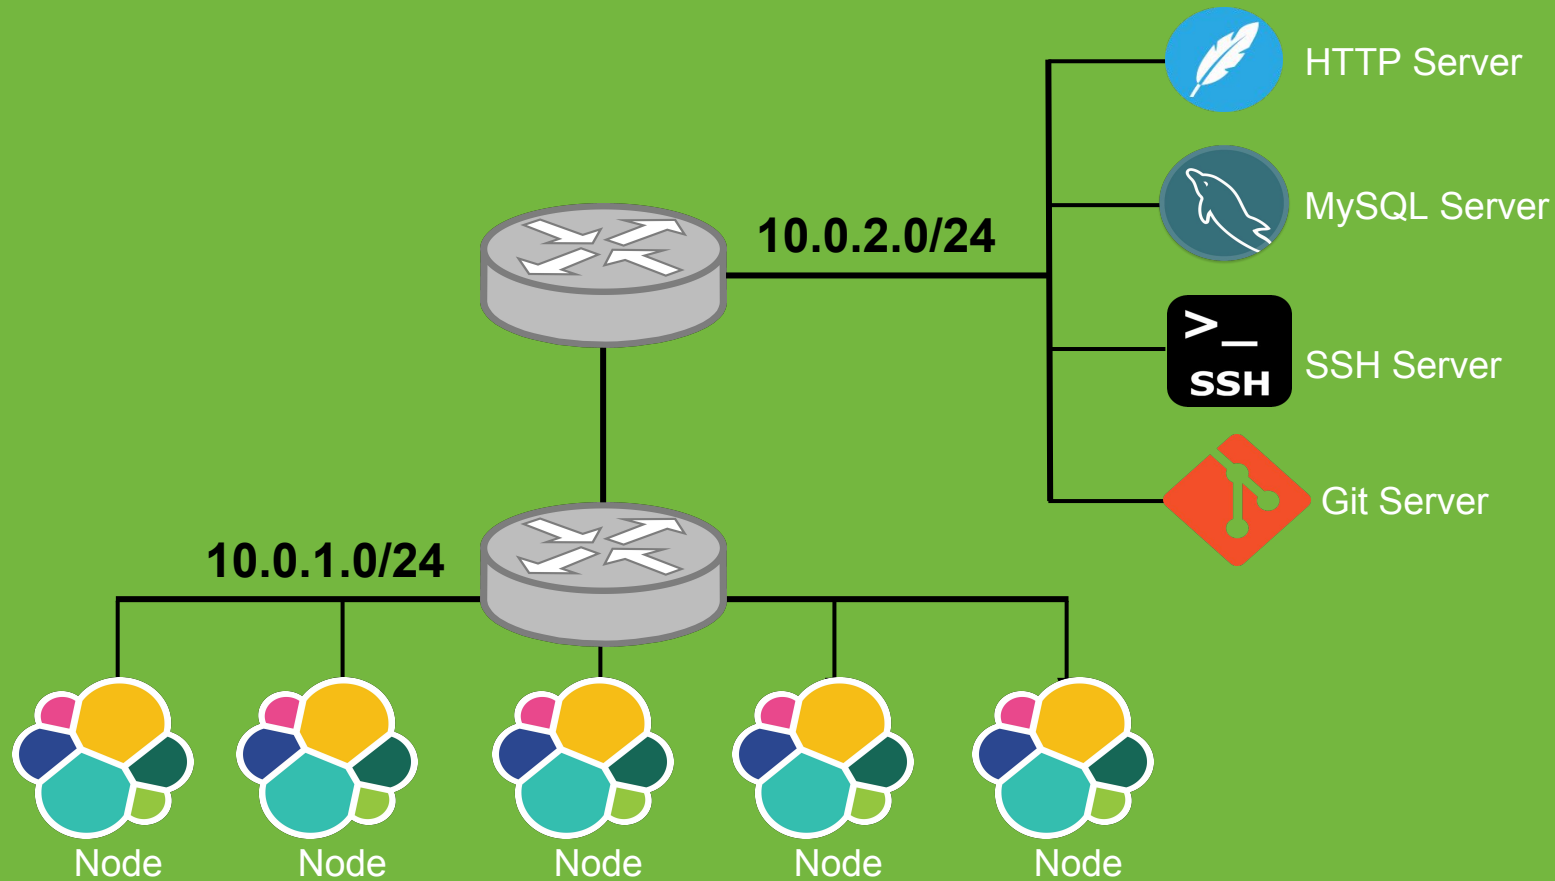 HTTP Server
MySQL Server
10.0.2.0/24
>_
SSH
SSH Server
Git Server
10.0.1.0/24
Node
Node
Node
Node
Node